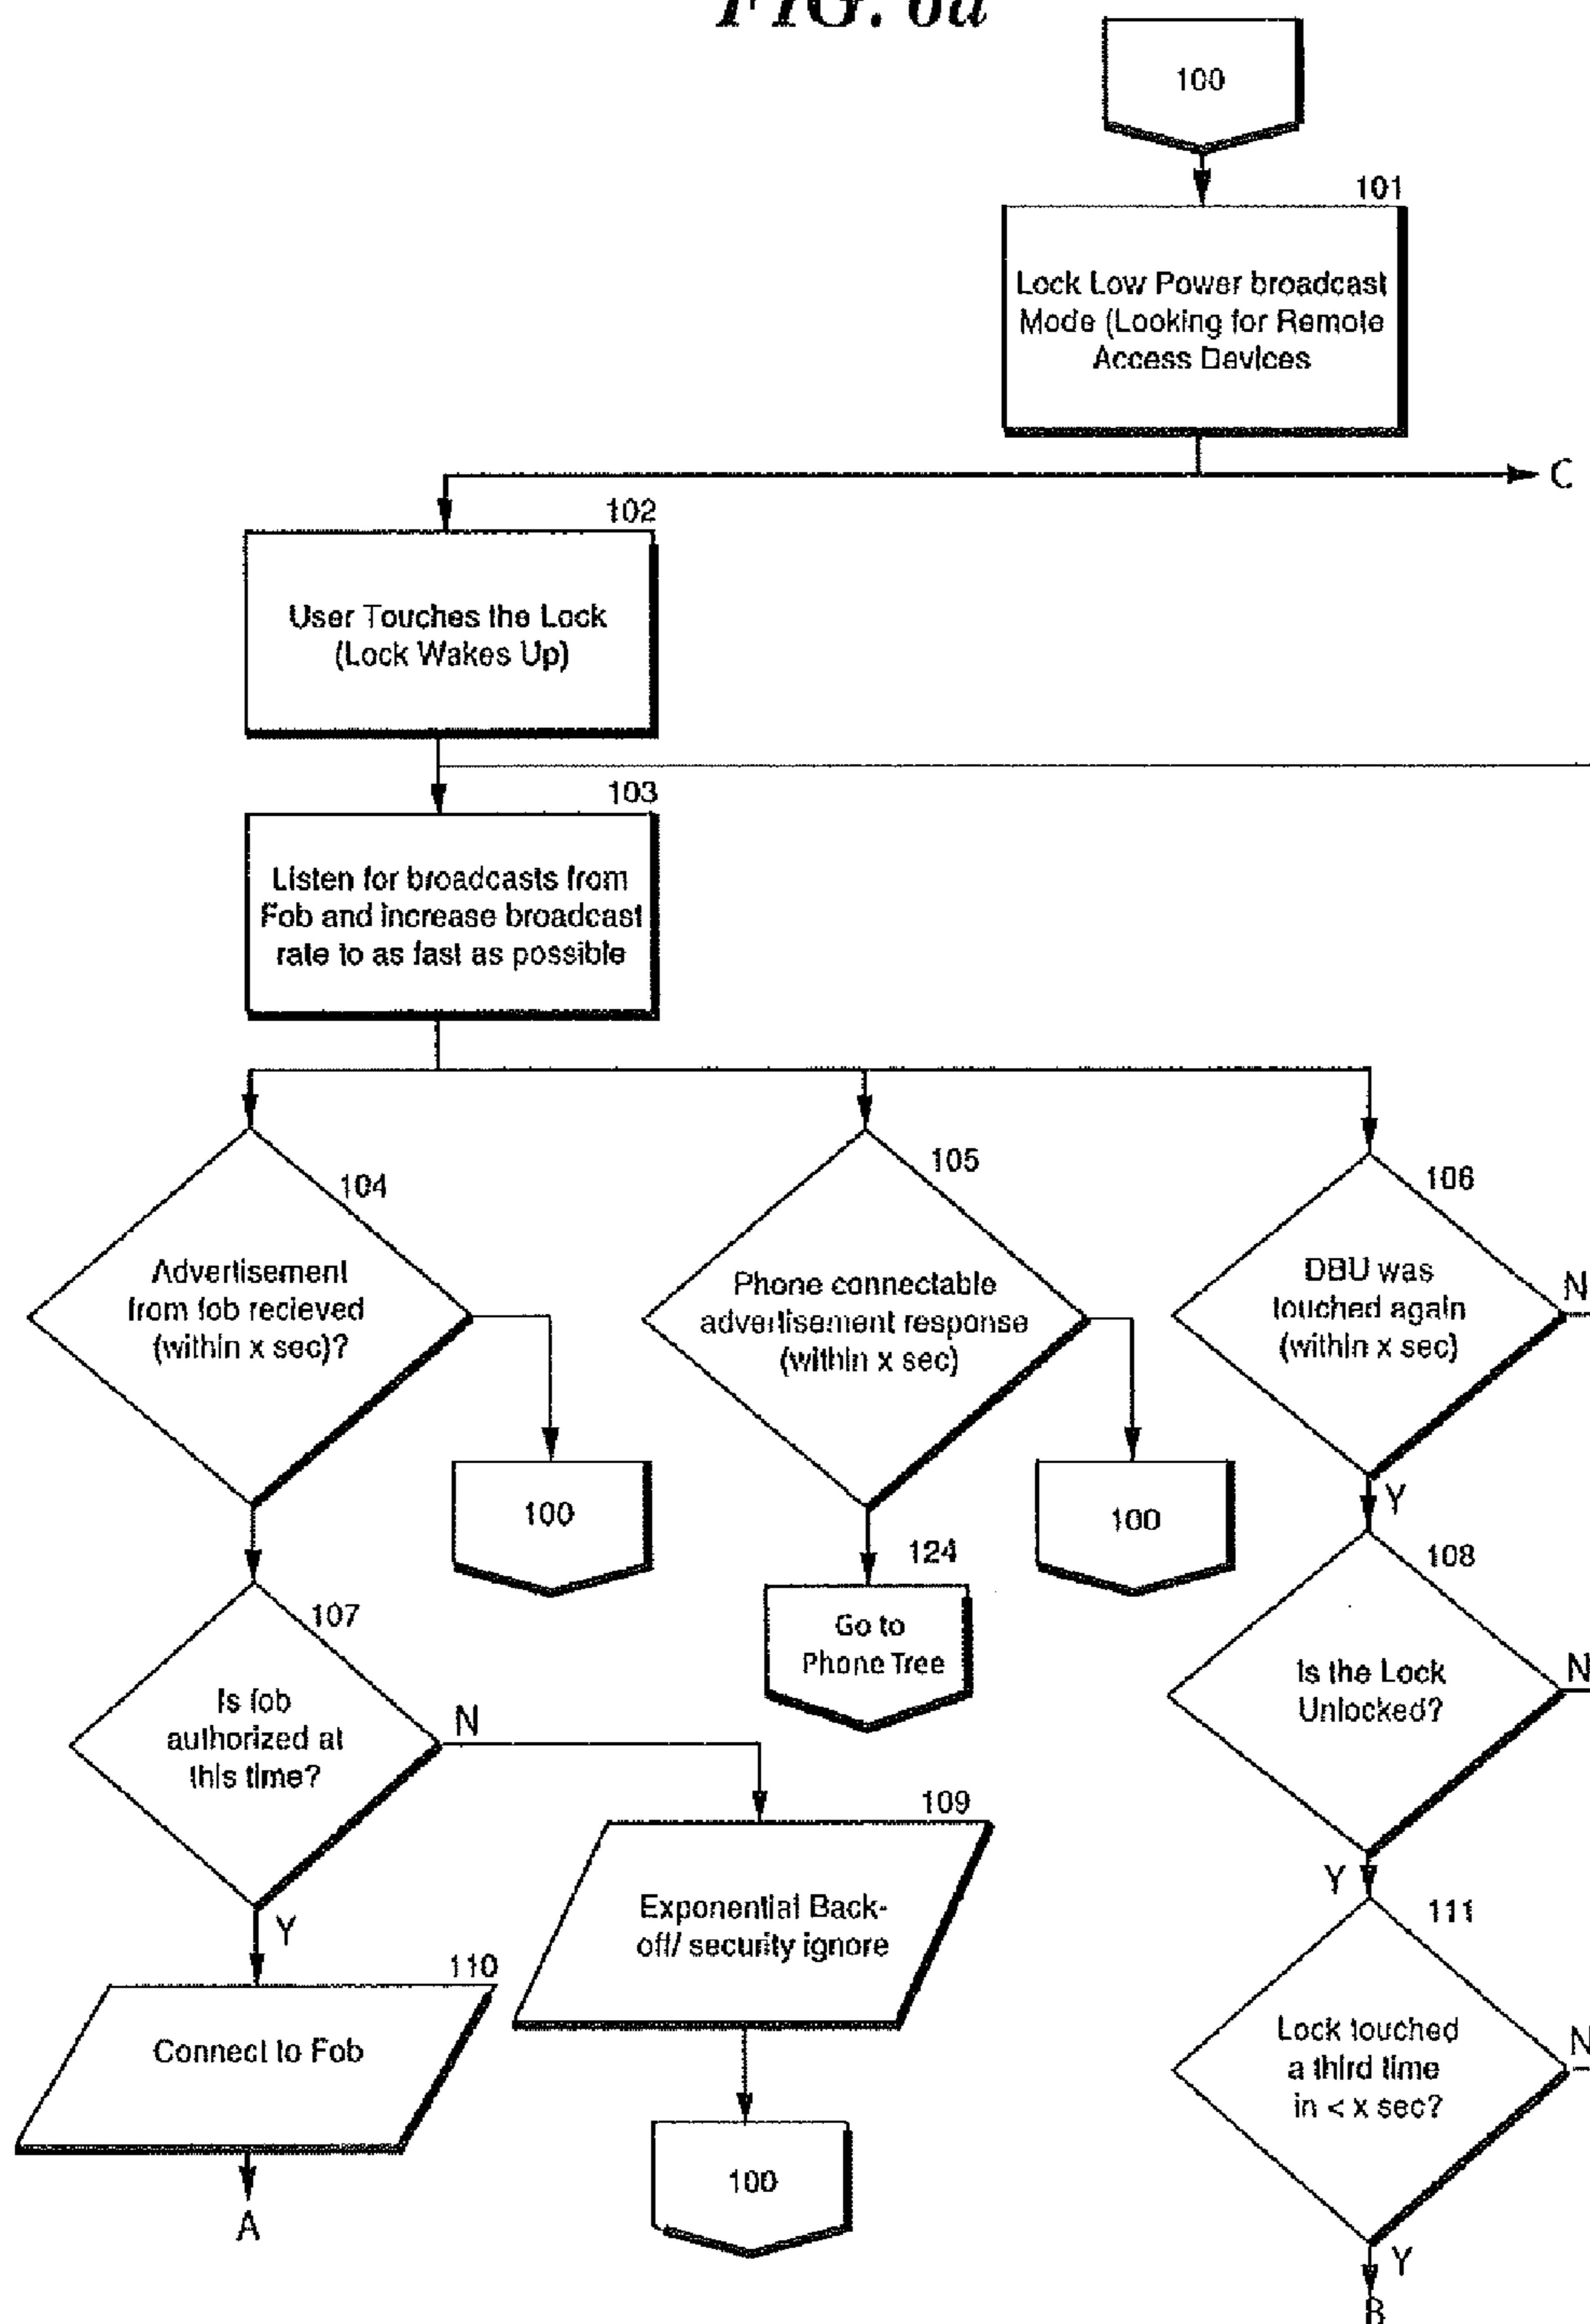 FIG. 6a
100
101
Lock Low Power broadcast
Mode (Looking for Remote
Access Devices
C
102
User Touches the Lock
(Lock Wakes Up)
103
Listen for broadcasts from
Fob and increase broadcast
rate to as fast as possible
104
Advertisement
from fob recieved
(within x sec)?
105
Phone connectable
advertisement response
(within x sec)
106
DBU was
touched again
(within x sec)
N
Y
100
100
124
Go to
Phone Tree
107
Is fob
authorized at
this time?
N
Y
108
Is the Lock
Unlocked?
N
Y
109
Exponential Back-
off/ security ignore
110
Connect to Fob
A
100
111
Lock touched
a third time
in < x sec?
N
Y
B